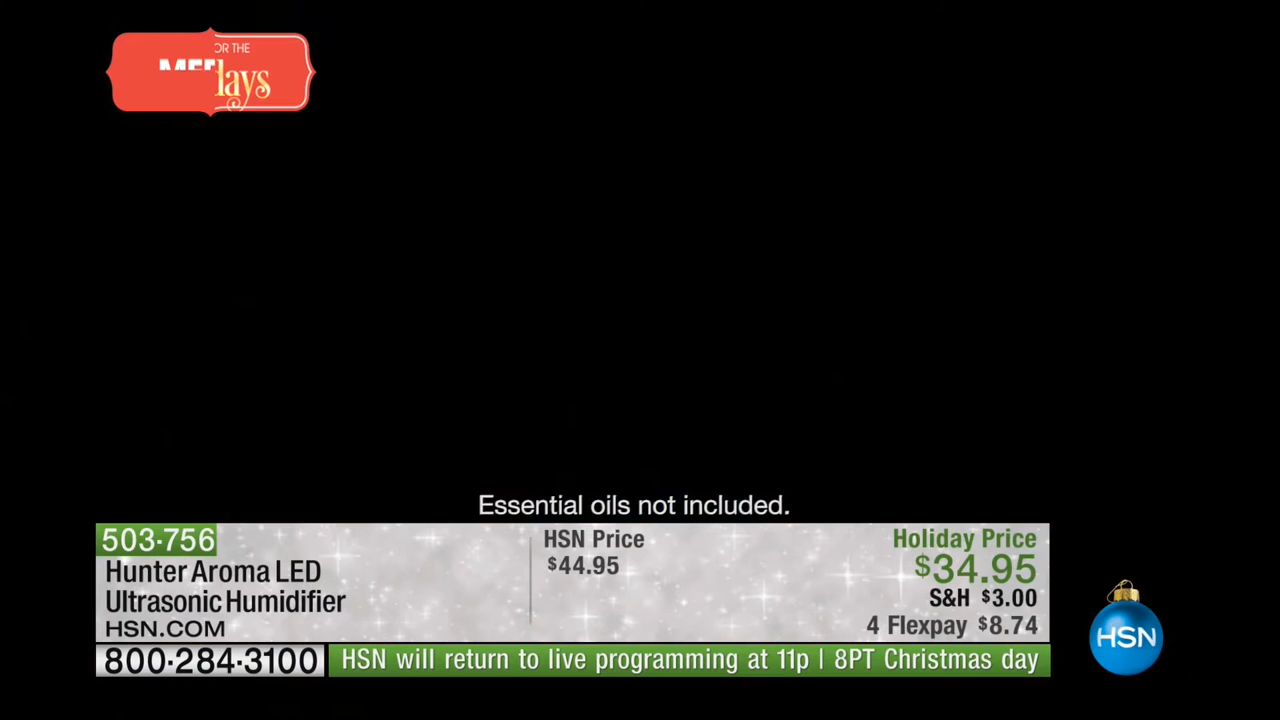 OR THE
days
Essential oils not included.
503·756
Hunter Aroma LED
Ultrasonic Humidifier
HSN.COM
HSN Price
$44.95
Holiday Price
$34.95
S&H $3.00
4 Flexpay $8.74
800·284·3100
HSN will return to live programming at 11p | 8PT Christmas day
HSN